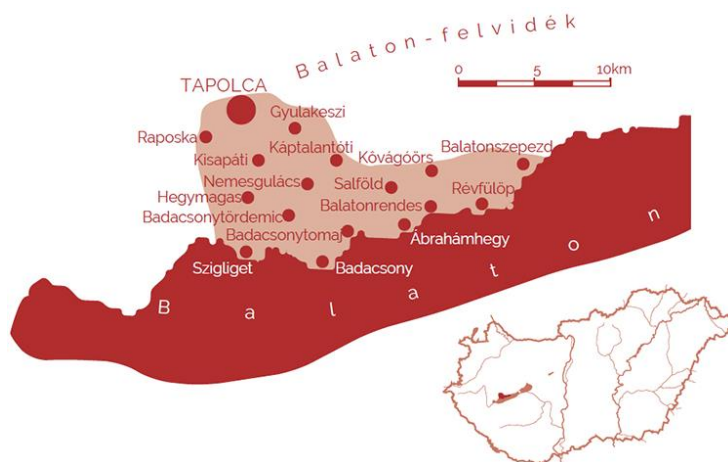 Balaton-felvidék
0 5 10km
TAPOLCA
Gyulakeszi
Raposka
Káptalantóti
Kisapáti
Kővágóörs
Balatonszepezd
Nemesgulács
Salföld
Hegymagas
Révfülöp
Balatonrendes
Badacsonytördemic
Badacsonytomaj
Ábrahámhegy
Szigliget
Badacsony
Balaton